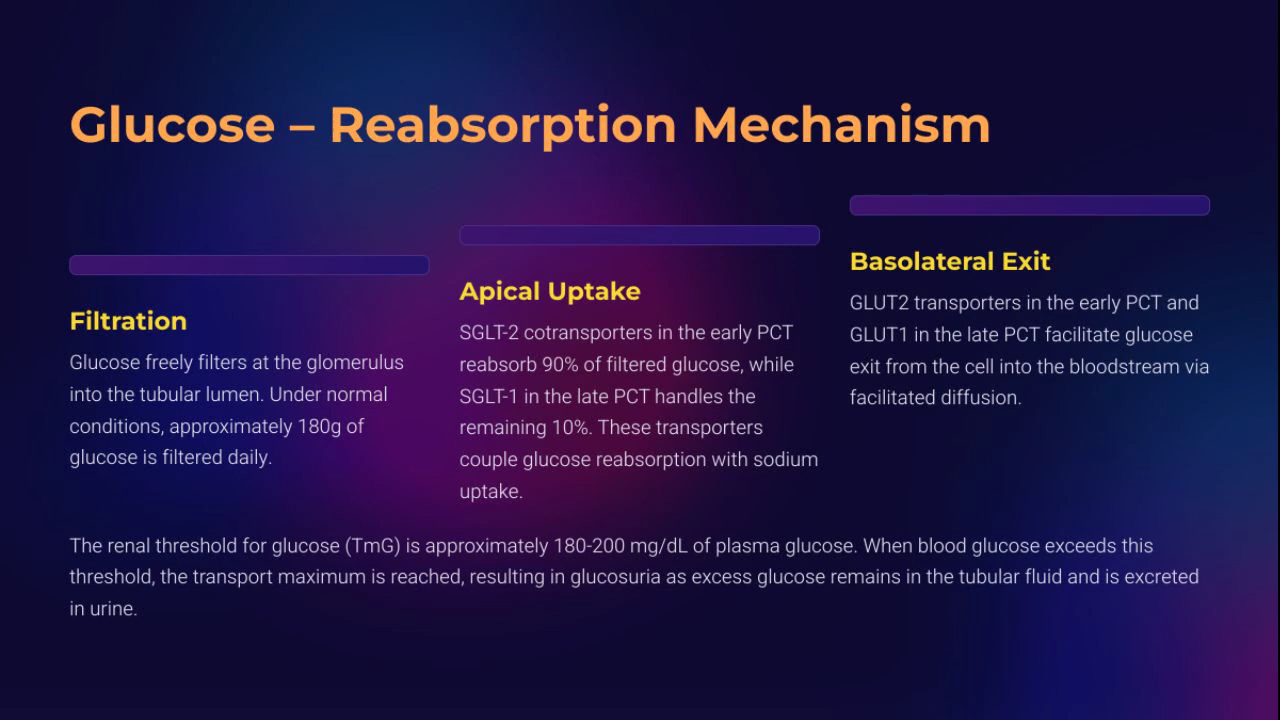 Glucose – Reabsorption Mechanism
Filtration
Glucose freely filters at the glomerulus
into the tubular lumen. Under normal
conditions, approximately 180g of
glucose is filtered daily.
Apical Uptake
SGLT-2 cotransporters in the early PCT
reabsorb 90% of filtered glucose, while
SGLT-1 in the late PCT handles the
remaining 10%. These transporters
couple glucose reabsorption with sodium
uptake.
Basolateral Exit
GLUT2 transporters in the early PCT and
GLUT1 in the late PCT facilitate glucose
exit from the cell into the bloodstream via
facilitated diffusion.
The renal threshold for glucose (TmG) is approximately 180-200 mg/dL of plasma glucose. When blood glucose exceeds this
threshold, the transport maximum is reached, resulting in glucosuria as excess glucose remains in the tubular fluid and is excreted
in urine.